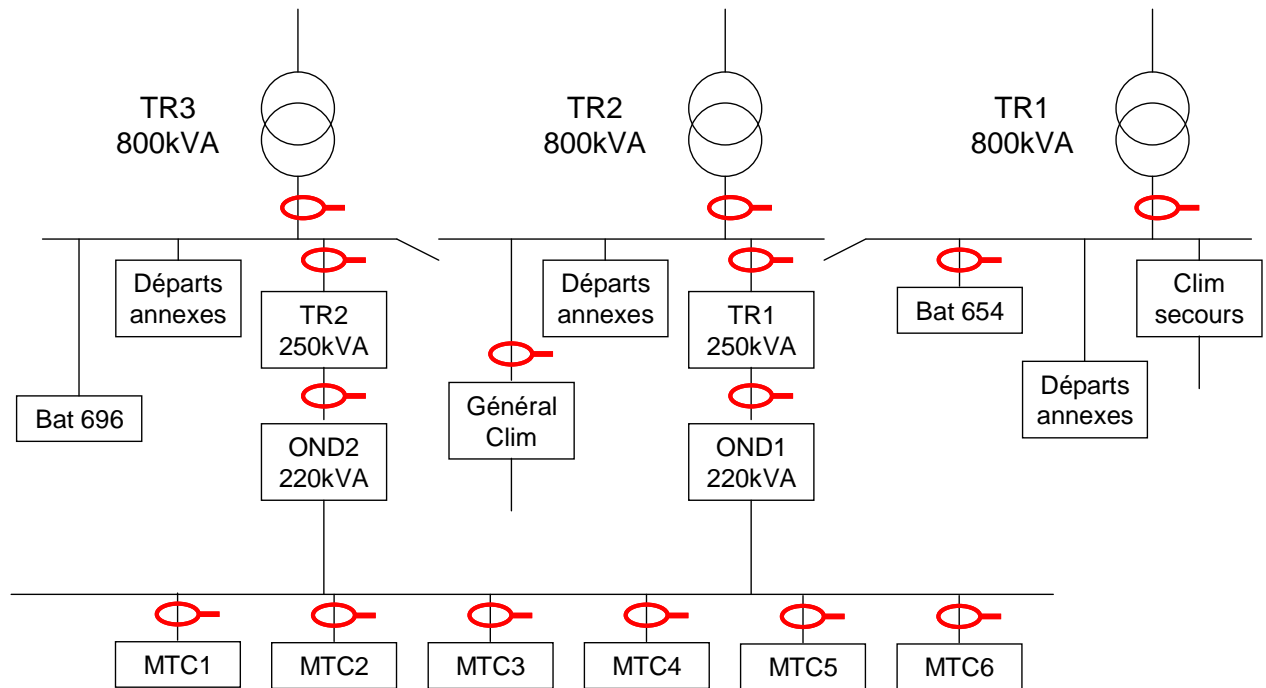 TR3
800kVA
TR2
800kVA
TR1
800kVA
Départs
annexes
TR2
250kVA
Départs
annexes
TR1
250kVA
Bat 654
Clim
secours
Bat 696
OND2
220kVA
Général
Clim
OND1
220kVA
Départs
annexes
MTC1
MTC2
MTC3
MTC4
MTC5
MTC6